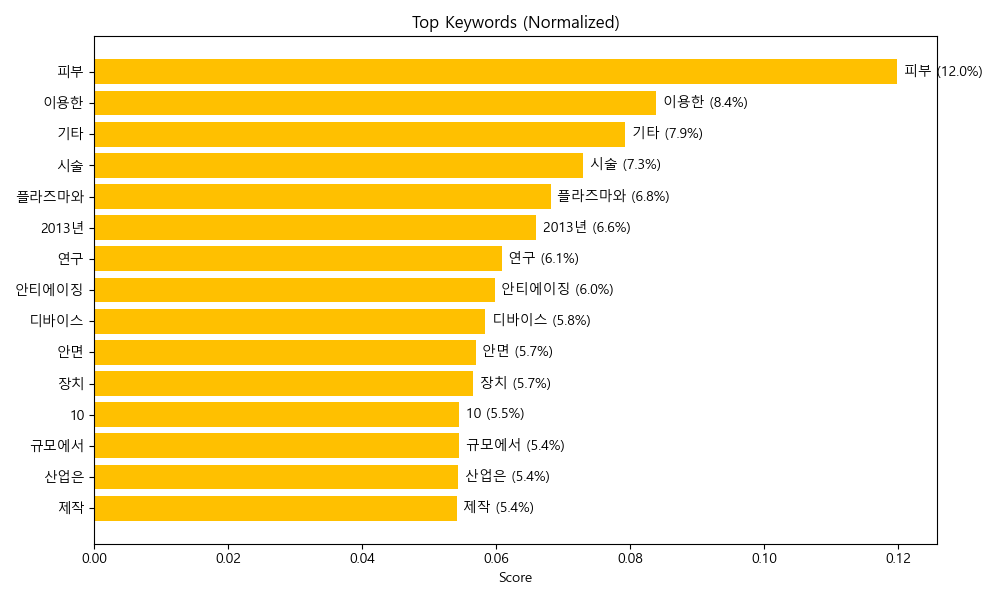 Top Keywords (Normalized)
피부 피부 (12.0%)
이용한 이용한 (8.4%)
기타 기타 (7.9%)
시술 시술 (7.3%)
플라즈마와 플라즈마와 (6.8%)
2013년 2013년 (6.6%)
연구 연구 (6.1%)
안티에이징 안티에이징 (6.0%)
디바이스 디바이스 (5.8%)
안면 안면 (5.7%)
장치 장치 (5.7%)
10 10 (5.5%)
규모에서 규모에서 (5.4%)
산업은 산업은 (5.4%)
제작 제작 (5.4%)
0.00 0.02 0.04 0.06 0.08 0.10 0.12
Score